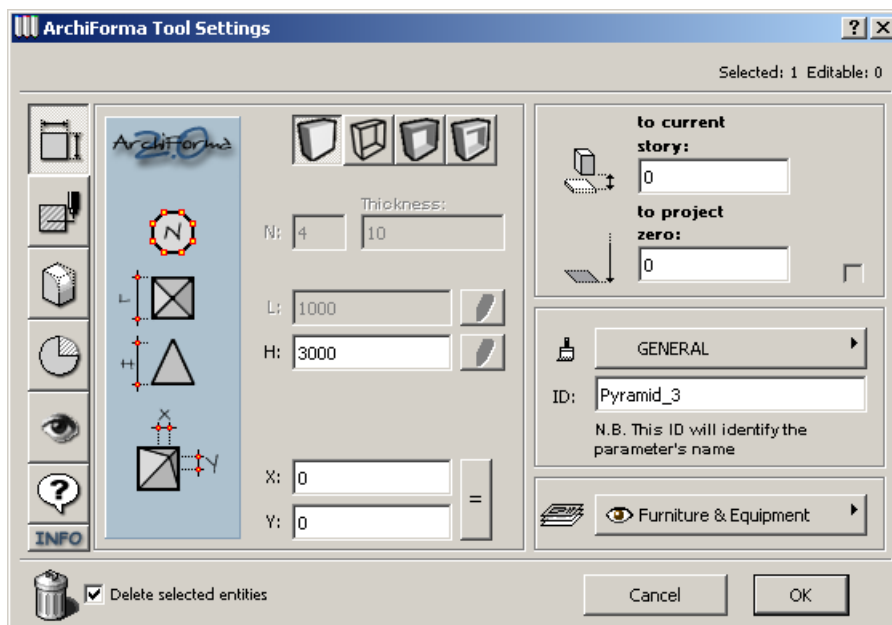 ArchiForma Tool Settings
Selected: 1 Editable: 0
ArchiForma
2.0
N
L
H
X
Y
Thickness:
N: 4 10
L: 1000
H: 3000
X: 0
=
Y: 0
INFO
to current
story:
0
to project
zero:
0
GENERAL
ID: Pyramid_3
N.B. This ID will identify the
parameter's name
Furniture & Equipment
Delete selected entities
Cancel OK